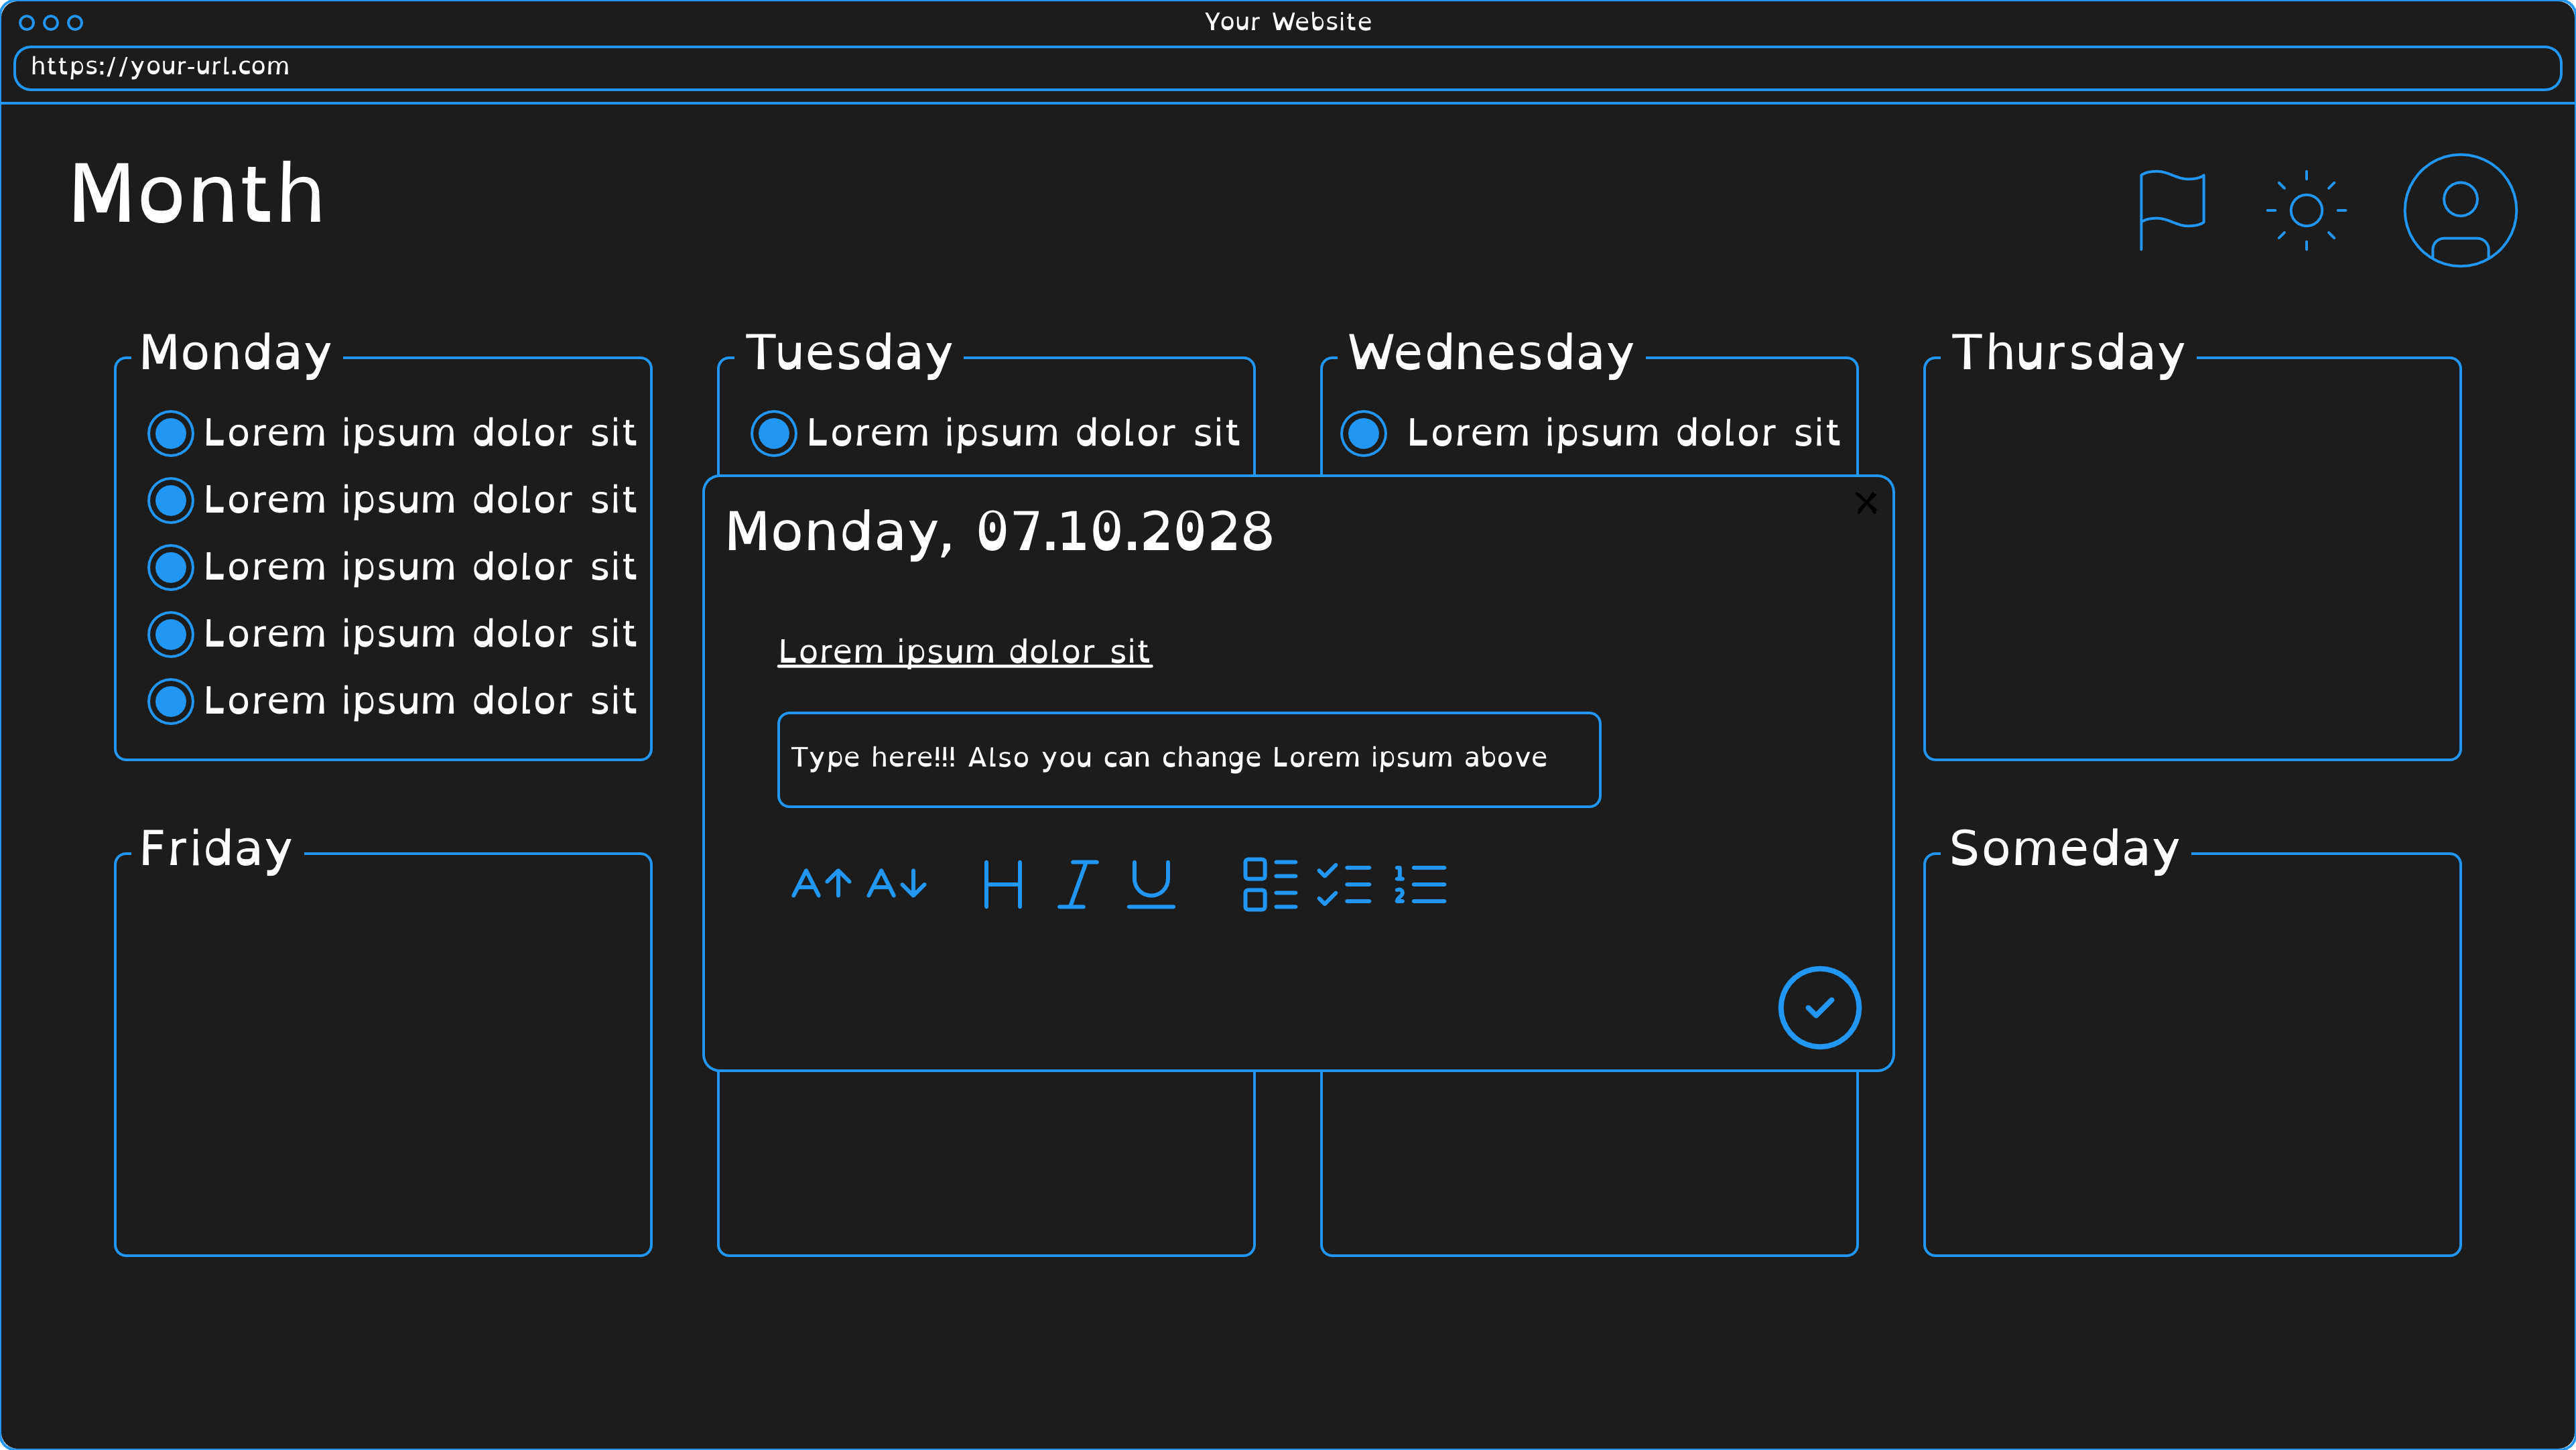 Your Website
https://your-url.com
Month
Monday
Lorem ipsum dolor sit
Lorem ipsum dolor sit
Lorem ipsum dolor sit
Lorem ipsum dolor sit
Lorem ipsum dolor sit
Tuesday
Lorem ipsum dolor sit
Wednesday
Lorem ipsum dolor sit
Thursday
Monday, 07.10.2028
Lorem ipsum dolor sit
Type here!!! Also you can change Lorem ipsum above
A A H I U 1 2
Friday
Someday